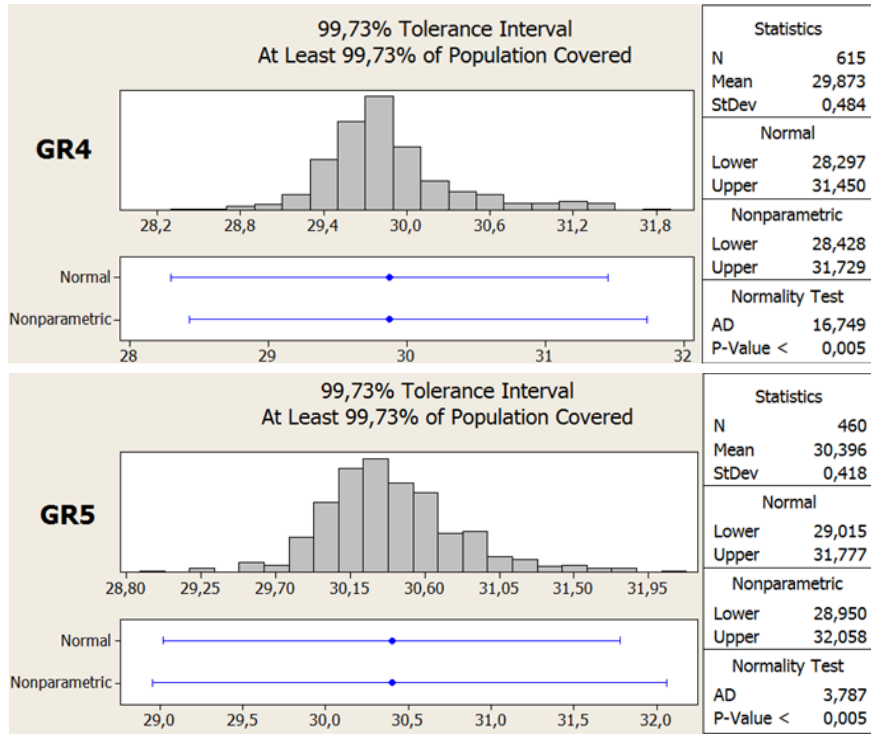 99,73% Tolerance Interval
At Least 99,73% of Population Covered
GR4
28,2 28,8 29,4 30,0 30,6 31,2 31,8
Normal
Nonparametric
28 29 30 31 32
Statistics
N 615
Mean 29,873
StDev 0,484
Normal
Lower 28,297
Upper 31,450
Nonparametric
Lower 28,428
Upper 31,729
Normality Test
AD 16,749
P-Value < 0,005
99,73% Tolerance Interval
At Least 99,73% of Population Covered
GR5
28,80 29,25 29,70 30,15 30,60 31,05 31,50 31,95
Normal
Nonparametric
29,0 29,5 30,0 30,5 31,0 31,5 32,0
Statistics
N 460
Mean 30,396
StDev 0,418
Normal
Lower 29,015
Upper 31,777
Nonparametric
Lower 28,950
Upper 32,058
Normality Test
AD 3,787
P-Value < 0,005